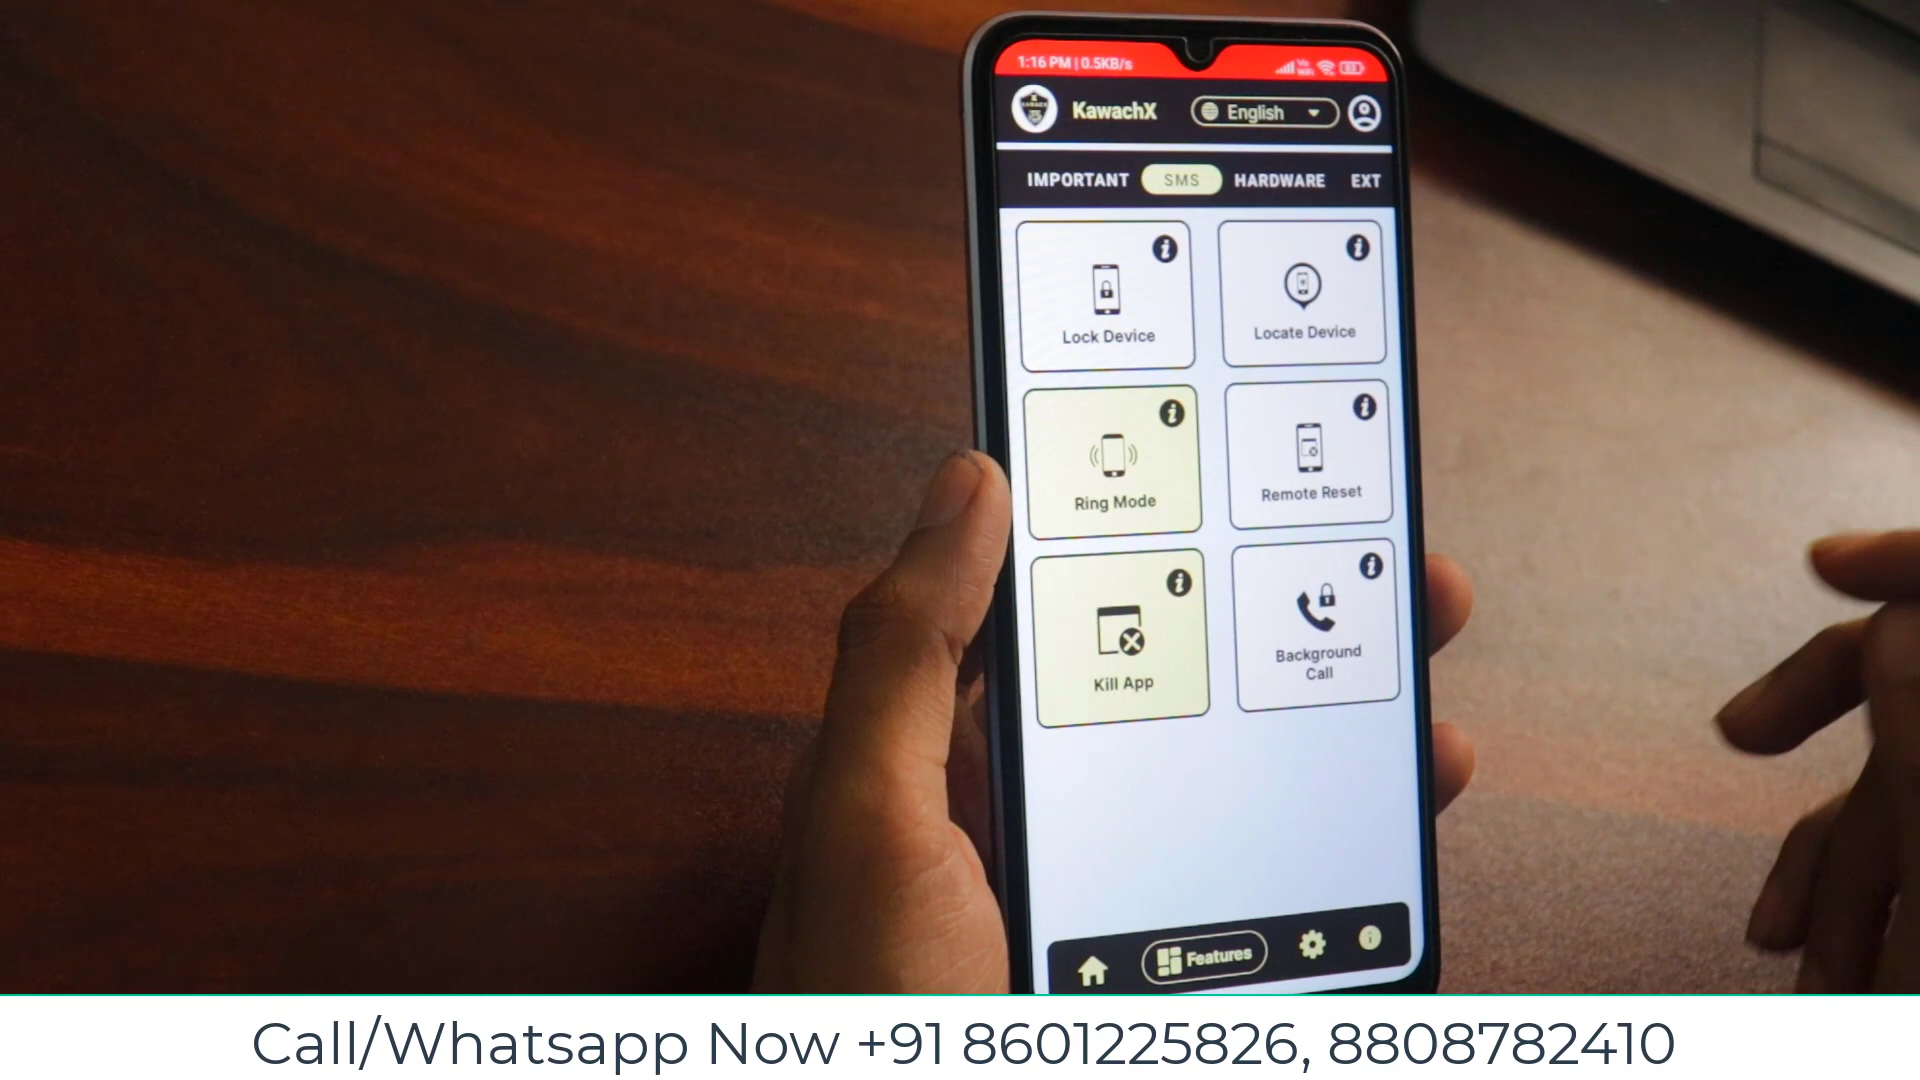 1:16 PM | 0.5KB/s
KawachX
English
IMPORTANT SMS HARDWARE EXT
Lock Device
Locate Device
Ring Mode
Remote Reset
Kill App
Background
Call
Features
Call/Whatsapp Now +91 8601225826, 8808782410